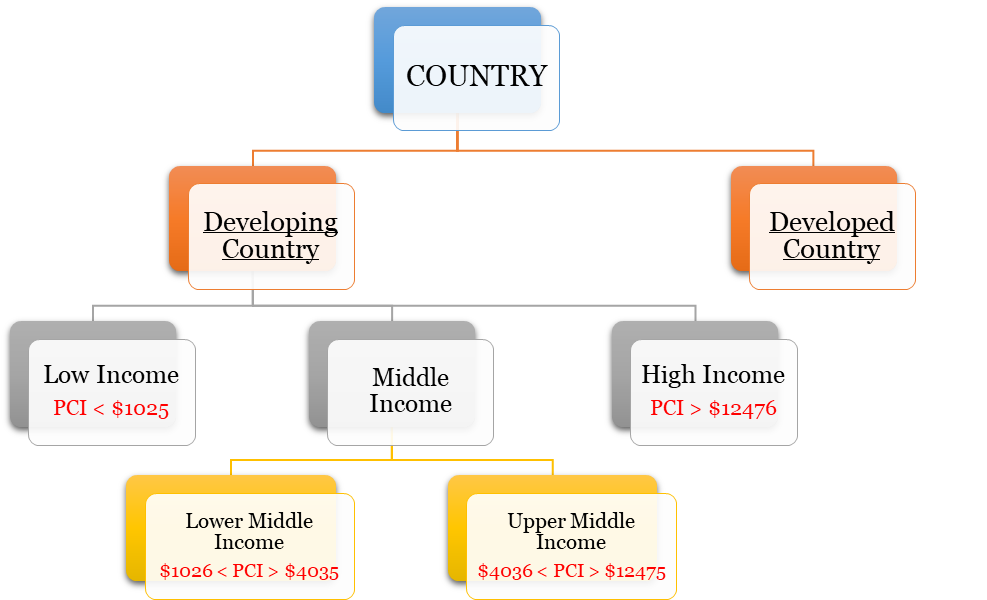 COUNTRY
Developing
Country
Developed
Country
Low Income
PCI < $1025
Middle
Income
High Income
PCI > $12476
Lower Middle
Income
$1026 < PCI > $4035
Upper Middle
Income
$4036 < PCI > $12475